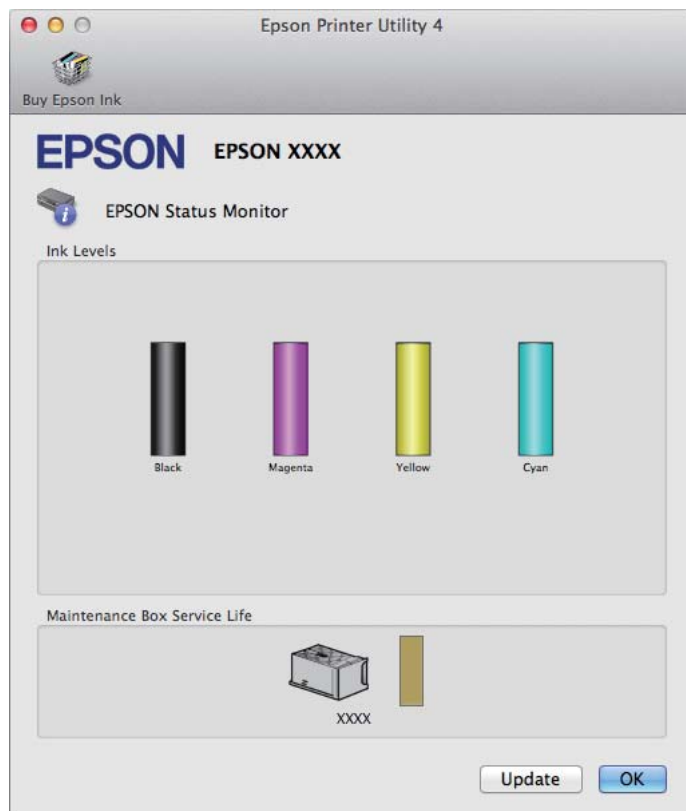 Epson Printer Utility 4
Buy Epson Ink
EPSON EPSON XXXX
EPSON Status Monitor
Ink Levels
Black Magenta Yellow Cyan
Maintenance Box Service Life
XXXX
Update OK